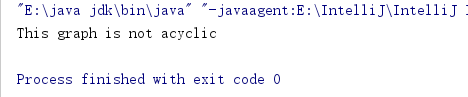 "E:\java jdk\bin\java" "-javaagent:E:\IntelliJ\IntelliJ
This graph is not acyclic
Process finished with exit code 0